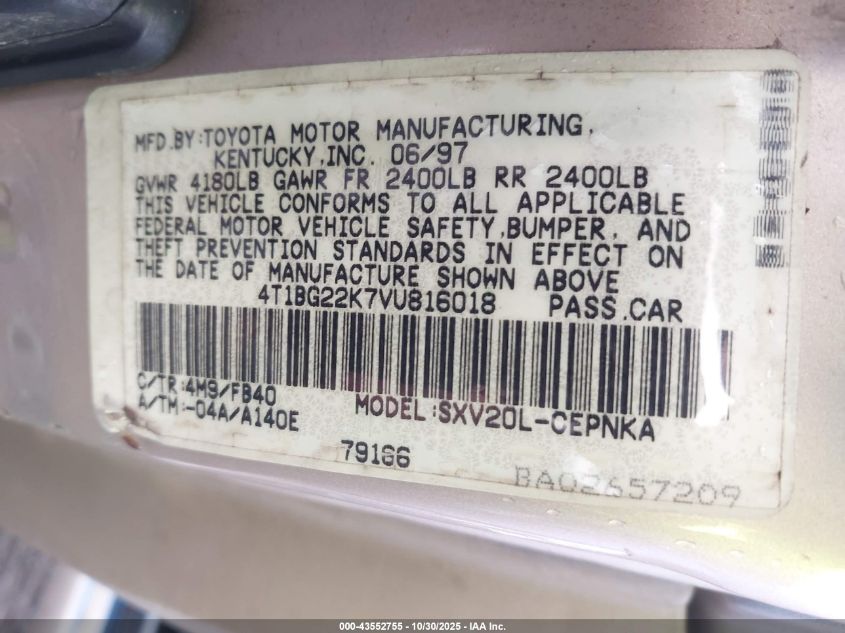 MFD.BY:TOYOTA MOTOR MANUFACTURING,
KENTUCKY,INC. 06/97
GVWR 4180LB GAWR FR 2400LB RR 2400LB
THIS VEHICLE CONFORMS TO ALL APPLICABLE
FEDERAL MOTOR VEHICLE SAFETY,BUMPER, AND
THEFT PREVENTION STANDARDS IN EFFECT ON
THE DATE OF MANUFACTURE SHOWN ABOVE
4T1BG22K7VU816018 PASS.CAR
C/TR:4M9/FB40
A/TM:-04A/A140E
MODEL:SXV20L-CEPNKA
79166
BA02657209
000-43552755 - 10/30/2025 - IAA Inc.